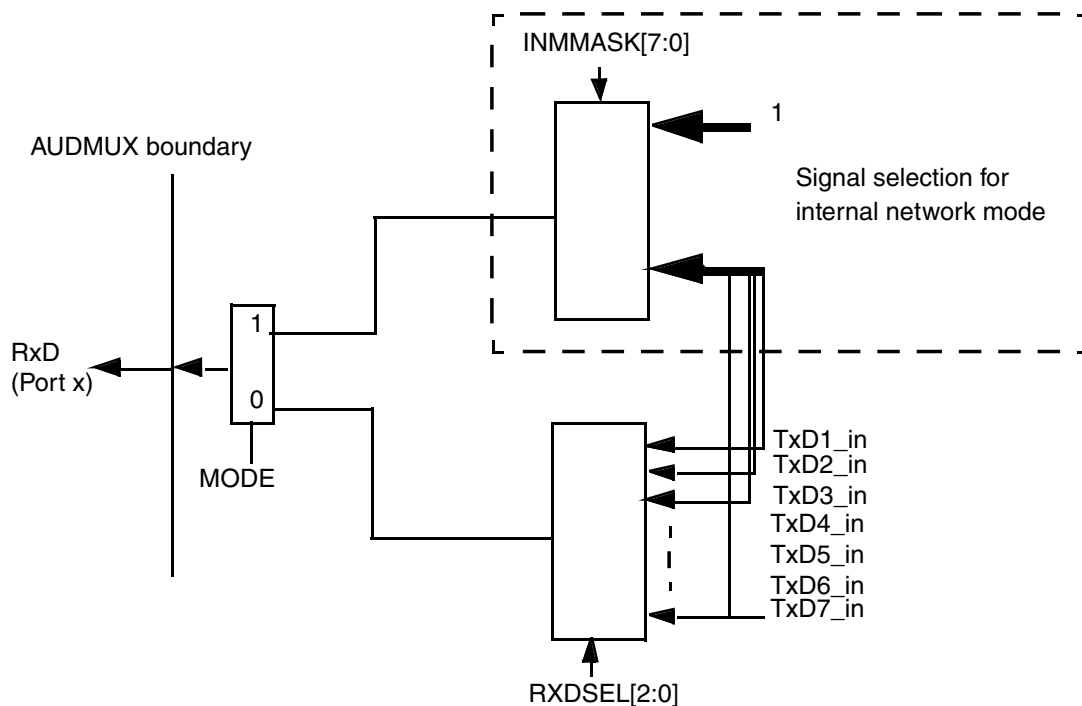 INMMASK[7:0]
1
AUDMUX boundary
Signal selection for
internal network mode
1
RxD
(Port x)
0
MODE
TxD1_in
TxD2_in
TxD3_in
TxD4_in
TxD5_in
TxD6_in
TxD7_in
RXDSEL[2:0]